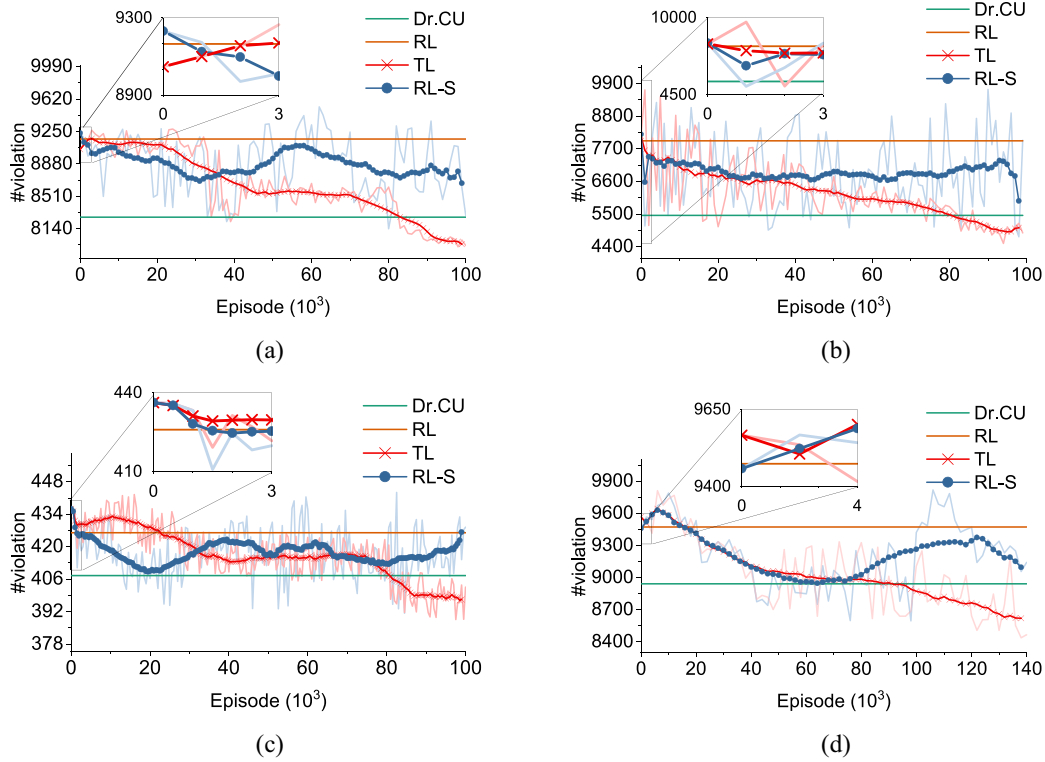 9300
8900
0
3
Dr.CU
RL
TL
RL-S
9990
9620
9250
8880
8510
8140
#violation
0 20 40 60 80 100
Episode (10³)
(a)
10000
4500
0
3
Dr.CU
RL
TL
RL-S
9900
8800
7700
6600
5500
4400
#violation
0 20 40 60 80 100
Episode (10³)
(b)
440
410
0
3
Dr.CU
RL
TL
RL-S
448
434
420
406
392
378
#violation
0 20 40 60 80 100
Episode (10³)
(c)
9650
9400
0
4
Dr.CU
RL
TL
RL-S
9900
9600
9300
9000
8700
8400
#violation
0 20 40 60 80 100 120 140
Episode (10³)
(d)